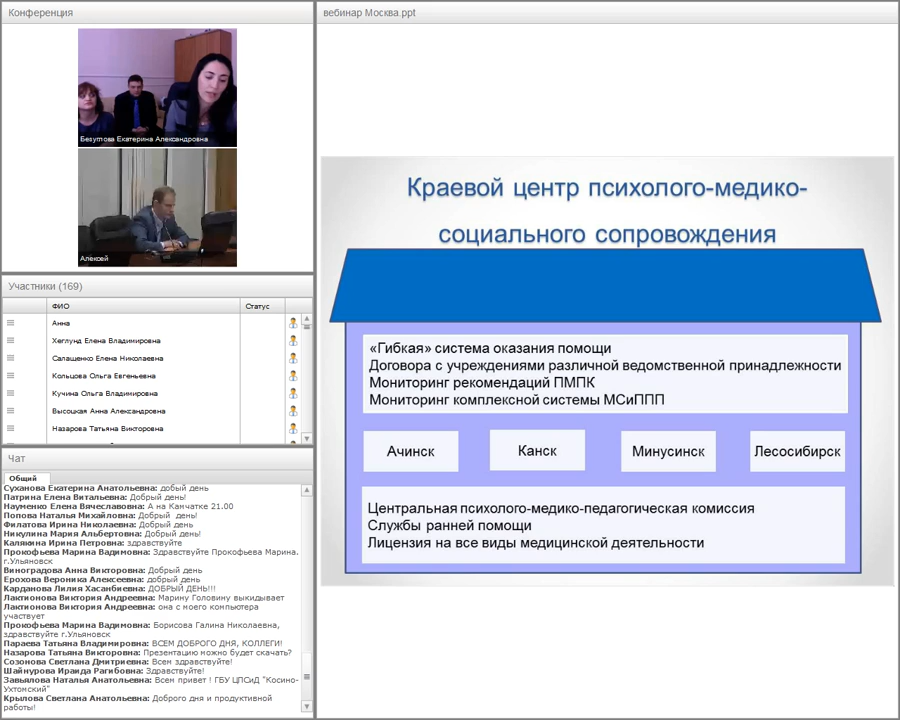 Конференция
Безуглова Екатерина Александровна
Алексей
Участники (169)
ФИО
Статус
Анна
Хеглунд Елена Владимировна
Салащенко Елена Николаевна
Кольцова Ольга Евгеньевна
Кучина Ольга Владимировна
Высоцкая Анна Александровна
Назарова Татьяна Викторовна
Чат
Общий
Суханова Екатерина Анатольевна: добый день
Патрина Елена Витальевна: Добрый день!
Науменко Елена Вячеславовна: А на Камчатке 21.00
Попова Наталья Михайловна: Добрый день!
Филатова Ирина Николаевна: Добрый день
Никулина Мария Альбертовна: Добрый день!
Калякина Ирина Петровна: здравствуйте
Прокофьева Марина Вадимовна: Здравствуйте Прокофьева Марина.
г.Ульяновск
Виноградова Анна Викторовна: Добрый день
Ерохова Вероника Алексеевна: добрый день
Карданова Лилия Хасанбиевна: ДОБРЫЙ ДЕНЬ!!!
Лактионова Виктория Андреевна: Марину Головину выкидывает
Лактионова Виктория Андреевна: она с моего компьютера
участвует
Прокофьева Марина Вадимовна: Борисова Галина Николаевна,
здравствуйте г.Ульяновск
Параева Татьяна Владимировна: ВСЕМ ДОБРОГО ДНЯ, КОЛЛЕГИ!
Назарова Татьяна Викторовна: Презентацию можно будет скачать?
Созонова Светлана Дмитриевна: Всем здравствуйте!
Шайнурова Ираида Рагибовна: Здравствуйте!
Завьялова Наталья Анатольевна: Всем привет ! ГБУ ЦПСиД "Косино-
Ухтомский"
Крылова Светлана Анатольевна: Доброго дня и продуктивной
работы!
вебинар Москва.ppt
Краевой центр психолого-медико-
социального сопровождения
«Гибкая» система оказания помощи
Договора с учреждениями различной ведомственной принадлежности
Мониторинг рекомендаций ПМПК
Мониторинг комплексной системы МСиППП
Ачинск
Канск
Минусинск
Лесосибирск
Центральная психолого-медико-педагогическая комиссия
Службы ранней помощи
Лицензия на все виды медицинской деятельности